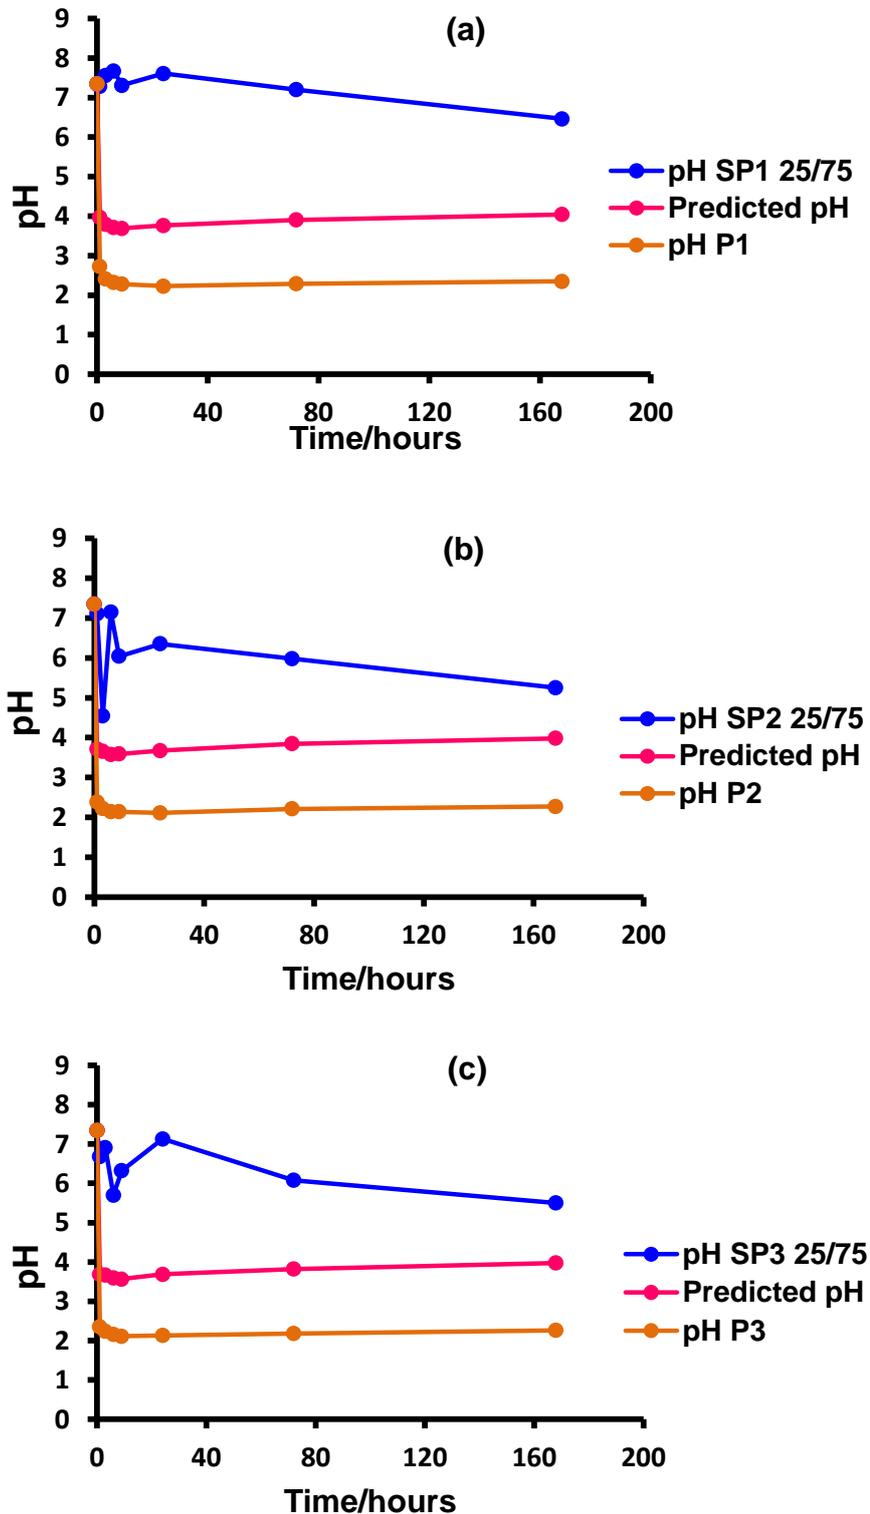 (a)
9
8
7
6
5
4
3
2
1
0
pH
0 40 80 120 160 200
Time/hours
pH SP1 25/75
Predicted pH
pH P1
(b)
9
8
7
6
5
4
3
2
1
0
pH
0 40 80 120 160 200
Time/hours
pH SP2 25/75
Predicted pH
pH P2
(c)
9
8
7
6
5
4
3
2
1
0
pH
0 40 80 120 160 200
Time/hours
pH SP3 25/75
Predicted pH
pH P3